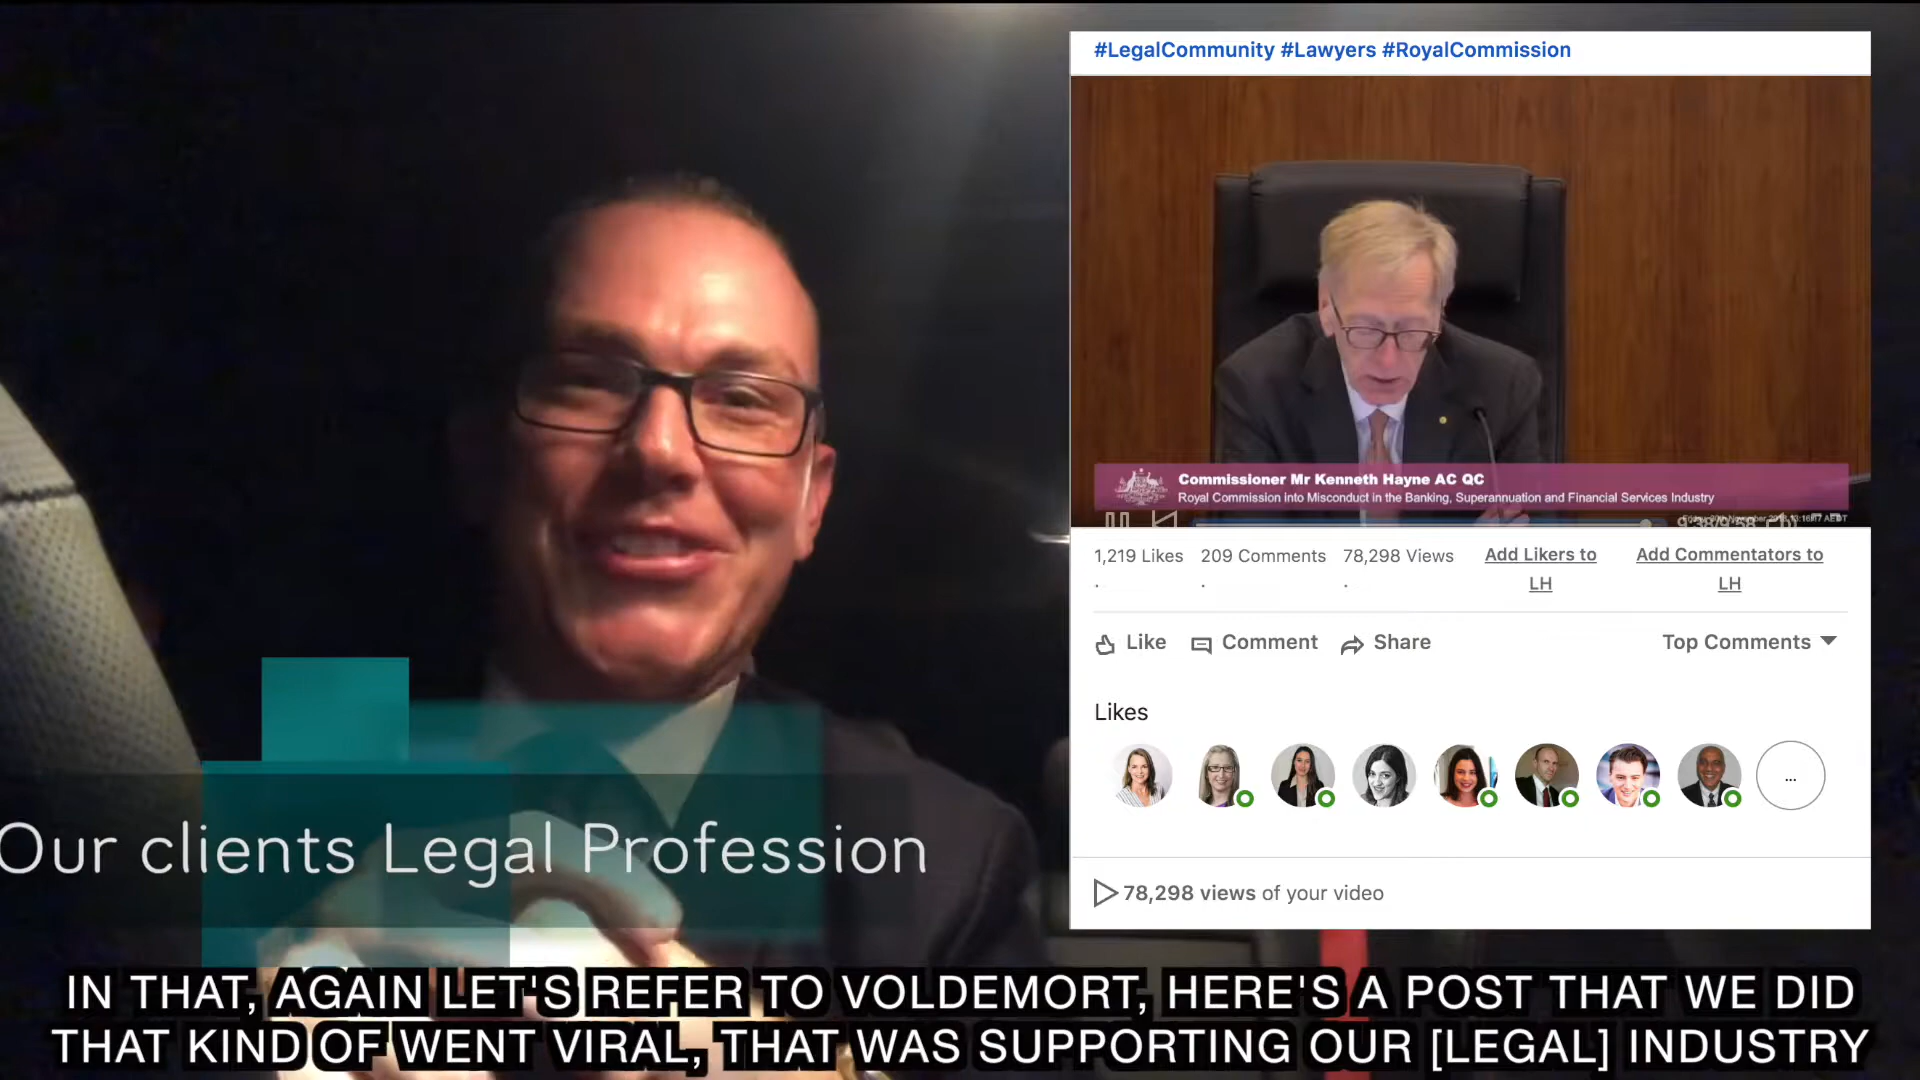 #LegalCommunity #Lawyers #RoyalCommission
Commissioner Mr Kenneth Hayne AC QC
Royal Commission into Misconduct in the Banking, Superannuation and Financial Services Industry
1,219 Likes 209 Comments 78,298 Views Add Likers to LH Add Commentators to LH
Like Comment Share Top Comments
Likes
...
78,298 views of your video
Our clients Legal Profession
IN THAT, AGAIN LET'S REFER TO VOLDEMORT, HERE'S A POST THAT WE DID
THAT KIND OF WENT VIRAL, THAT WAS SUPPORTING OUR [LEGAL] INDUSTRY